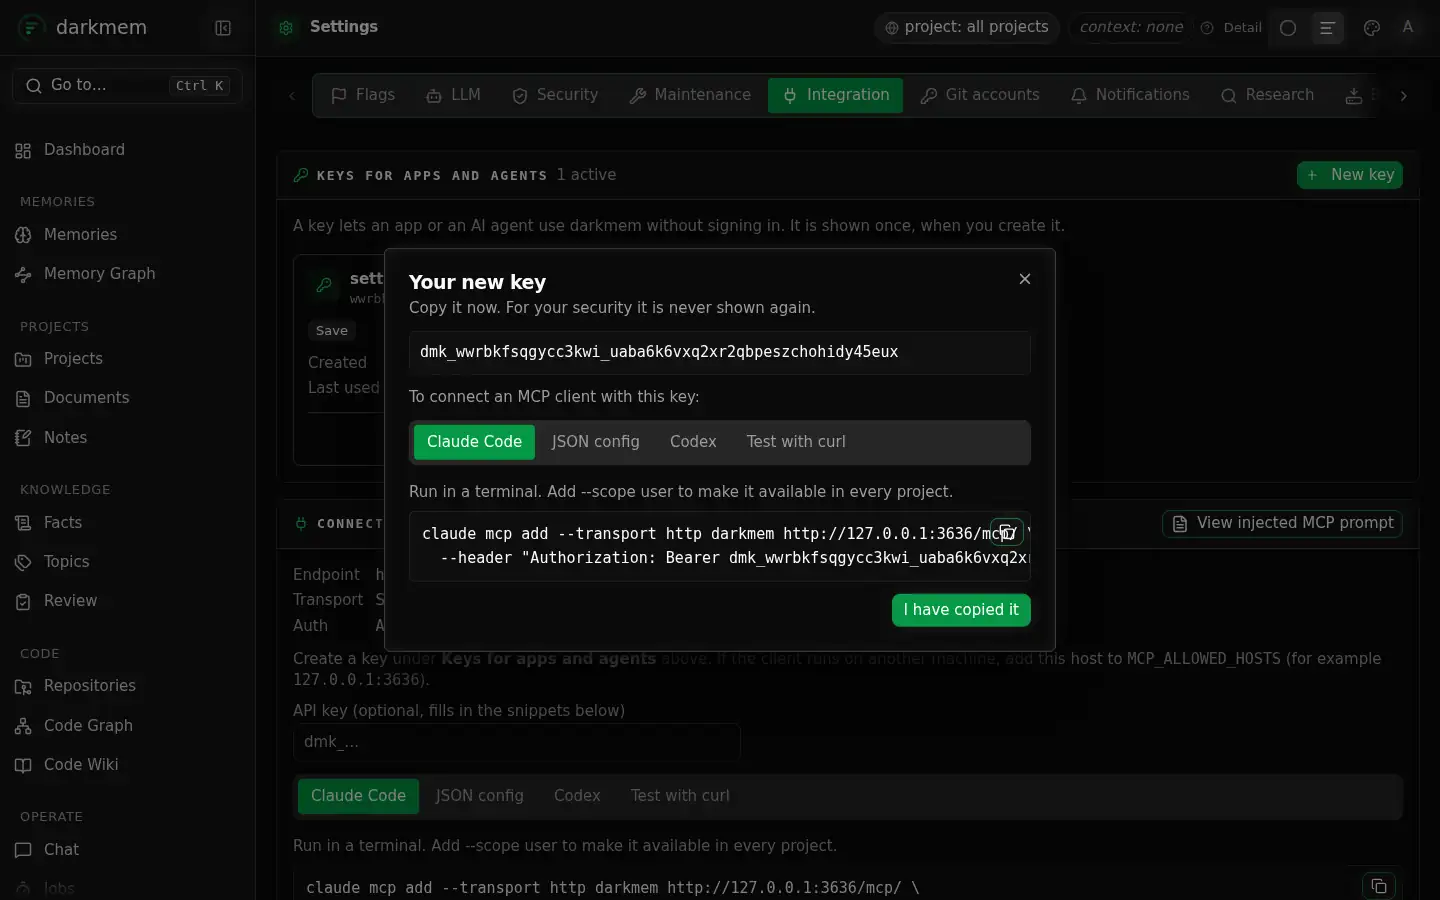 darkmem
Settings
project: all projects
context: none
Detail
A
Go to...
Ctrl K
Flags
LLM
Security
Maintenance
Integration
Git accounts
Notifications
Research
Dashboard
MEMORIES
Memories
Memory Graph
PROJECTS
Projects
Documents
Notes
KNOWLEDGE
Facts
Topics
Review
CODE
Repositories
Code Graph
Code Wiki
OPERATE
Chat
Jobs
KEYS FOR APPS AND AGENTS 1 active
+ New key
A key lets an app or an AI agent use darkmem without signing in. It is shown once, when you create it.
Save
Created
Last used
Your new key
Copy it now. For your security it is never shown again.
dmk_wwrbkfsqgycc3kwi_uaba6k6vxq2xr2qbpeszchohidy45eux
To connect an MCP client with this key:
Claude Code
JSON config
Codex
Test with curl
Run in a terminal. Add --scope user to make it available in every project.
claude mcp add --transport http darkmem http://127.0.0.1:3636/mcp/ \
--header "Authorization: Bearer dmk_wwrbkfsqgycc3kwi_uaba6k6vxq2xr
I have copied it
CONNECT
View injected MCP prompt
Endpoint
Transport
Auth
Create a key under Keys for apps and agents above. If the client runs on another machine, add this host to MCP_ALLOWED_HOSTS (for example
127.0.0.1:3636).
API key (optional, fills in the snippets below)
dmk_...
Claude Code
JSON config
Codex
Test with curl
Run in a terminal. Add --scope user to make it available in every project.
claude mcp add --transport http darkmem http://127.0.0.1:3636/mcp/ \